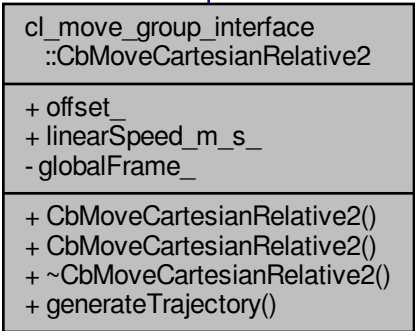 cl_move_group_interface
::CbMoveCartesianRelative2
+ offset_
+ linearSpeed_m_s_
- globalFrame_
+ CbMoveCartesianRelative2()
+ CbMoveCartesianRelative2()
+ ~CbMoveCartesianRelative2()
+ generateTrajectory()